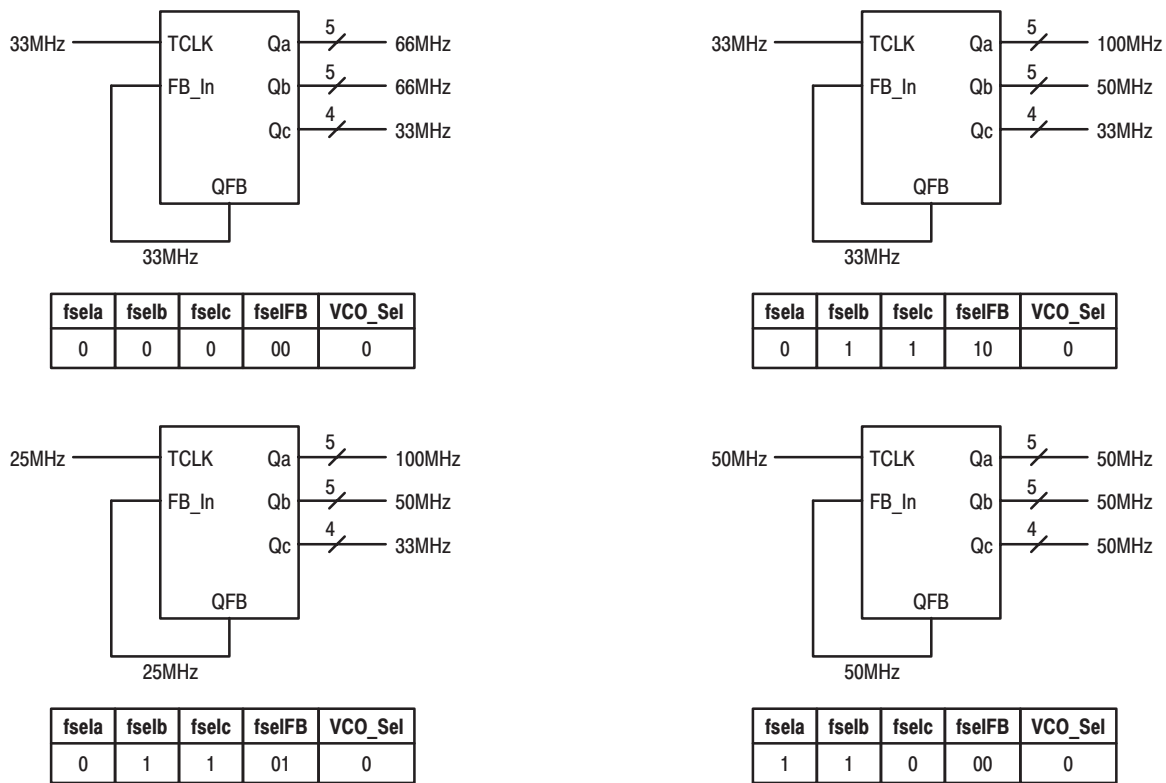 33MHz TCLK Qa 5 66MHz
FB_In Qb 5 66MHz
Qc 4 33MHz
QFB
33MHz
fsela fselb fselc fselFB VCO_Sel
0 0 0 00 0
33MHz TCLK Qa 5 100MHz
FB_In Qb 5 50MHz
Qc 4 33MHz
QFB
33MHz
fsela fselb fselc fselFB VCO_Sel
0 1 1 10 0
25MHz TCLK Qa 5 100MHz
FB_In Qb 5 50MHz
Qc 4 33MHz
QFB
25MHz
fsela fselb fselc fselFB VCO_Sel
0 1 1 01 0
50MHz TCLK Qa 5 50MHz
FB_In Qb 5 50MHz
Qc 4 50MHz
QFB
50MHz
fsela fselb fselc fselFB VCO_Sel
1 1 0 00 0